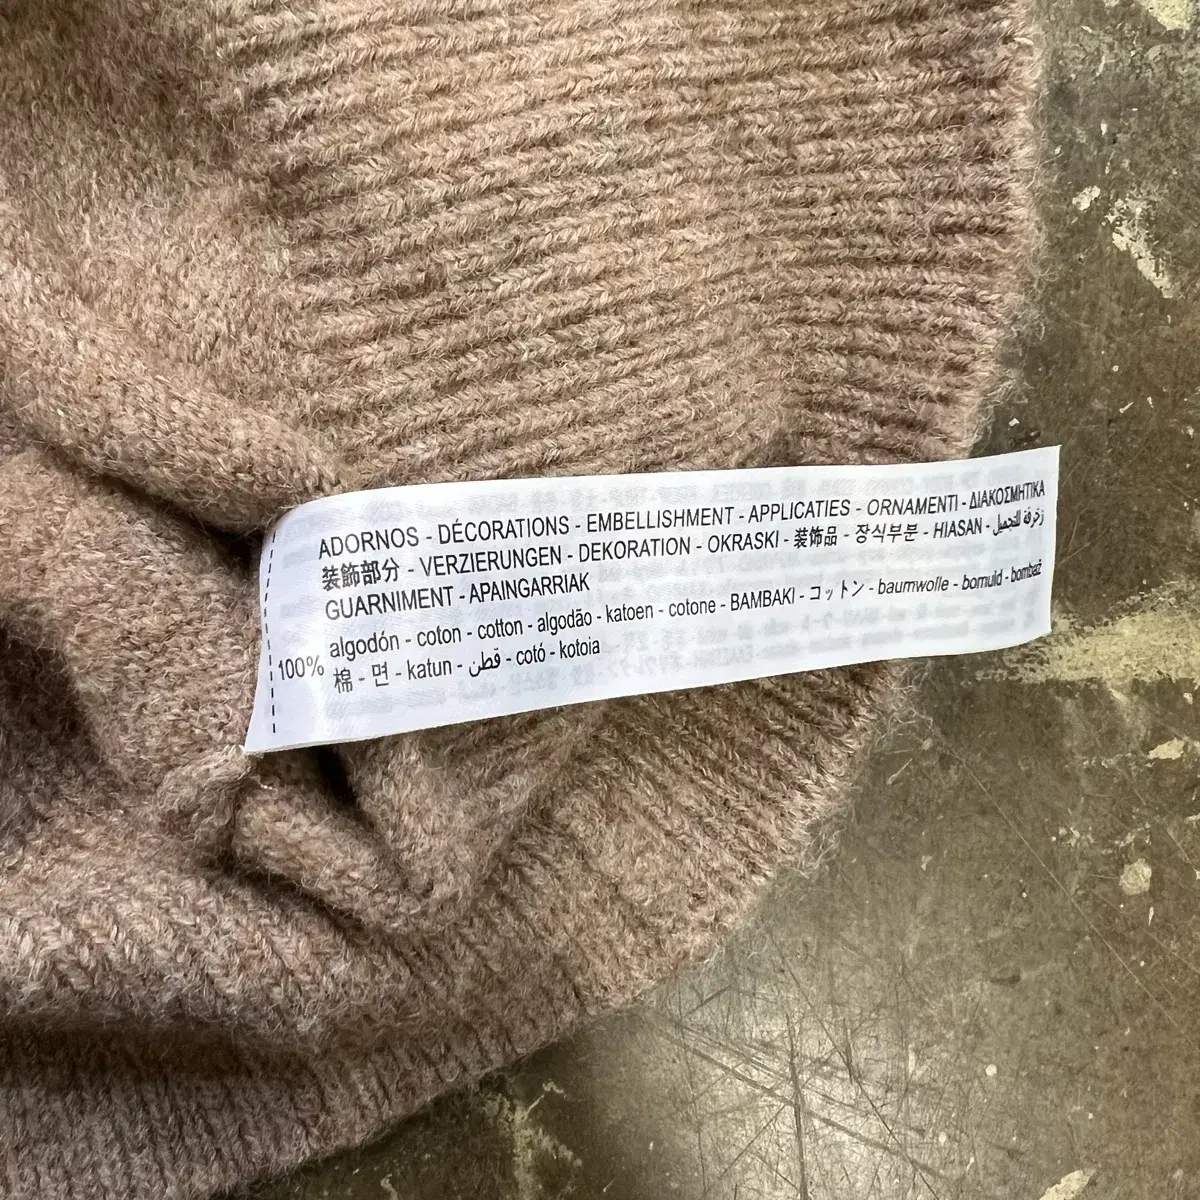 ADORNOS - DÉCORATIONS - EMBELLISHMENT - APPLICATIES - ORNAMENTI - ΔΙΑΚΟΣΜΗΤΙΚΑ
装飾部分 - VERZIERUNGEN - DEKORATION - OKRASKI - 装饰品 - 장식부분 - HIASAN - زخرفة للتجميل
GUARNIMENT - APAINGARRIAK
algodón - coton - cotton - algodão - katoen - cotone - BAMBAKI - コットン - baumwolle - bomuld - bombaž
100% 棉 - 면 - katun - قطن - cotó - kotoia